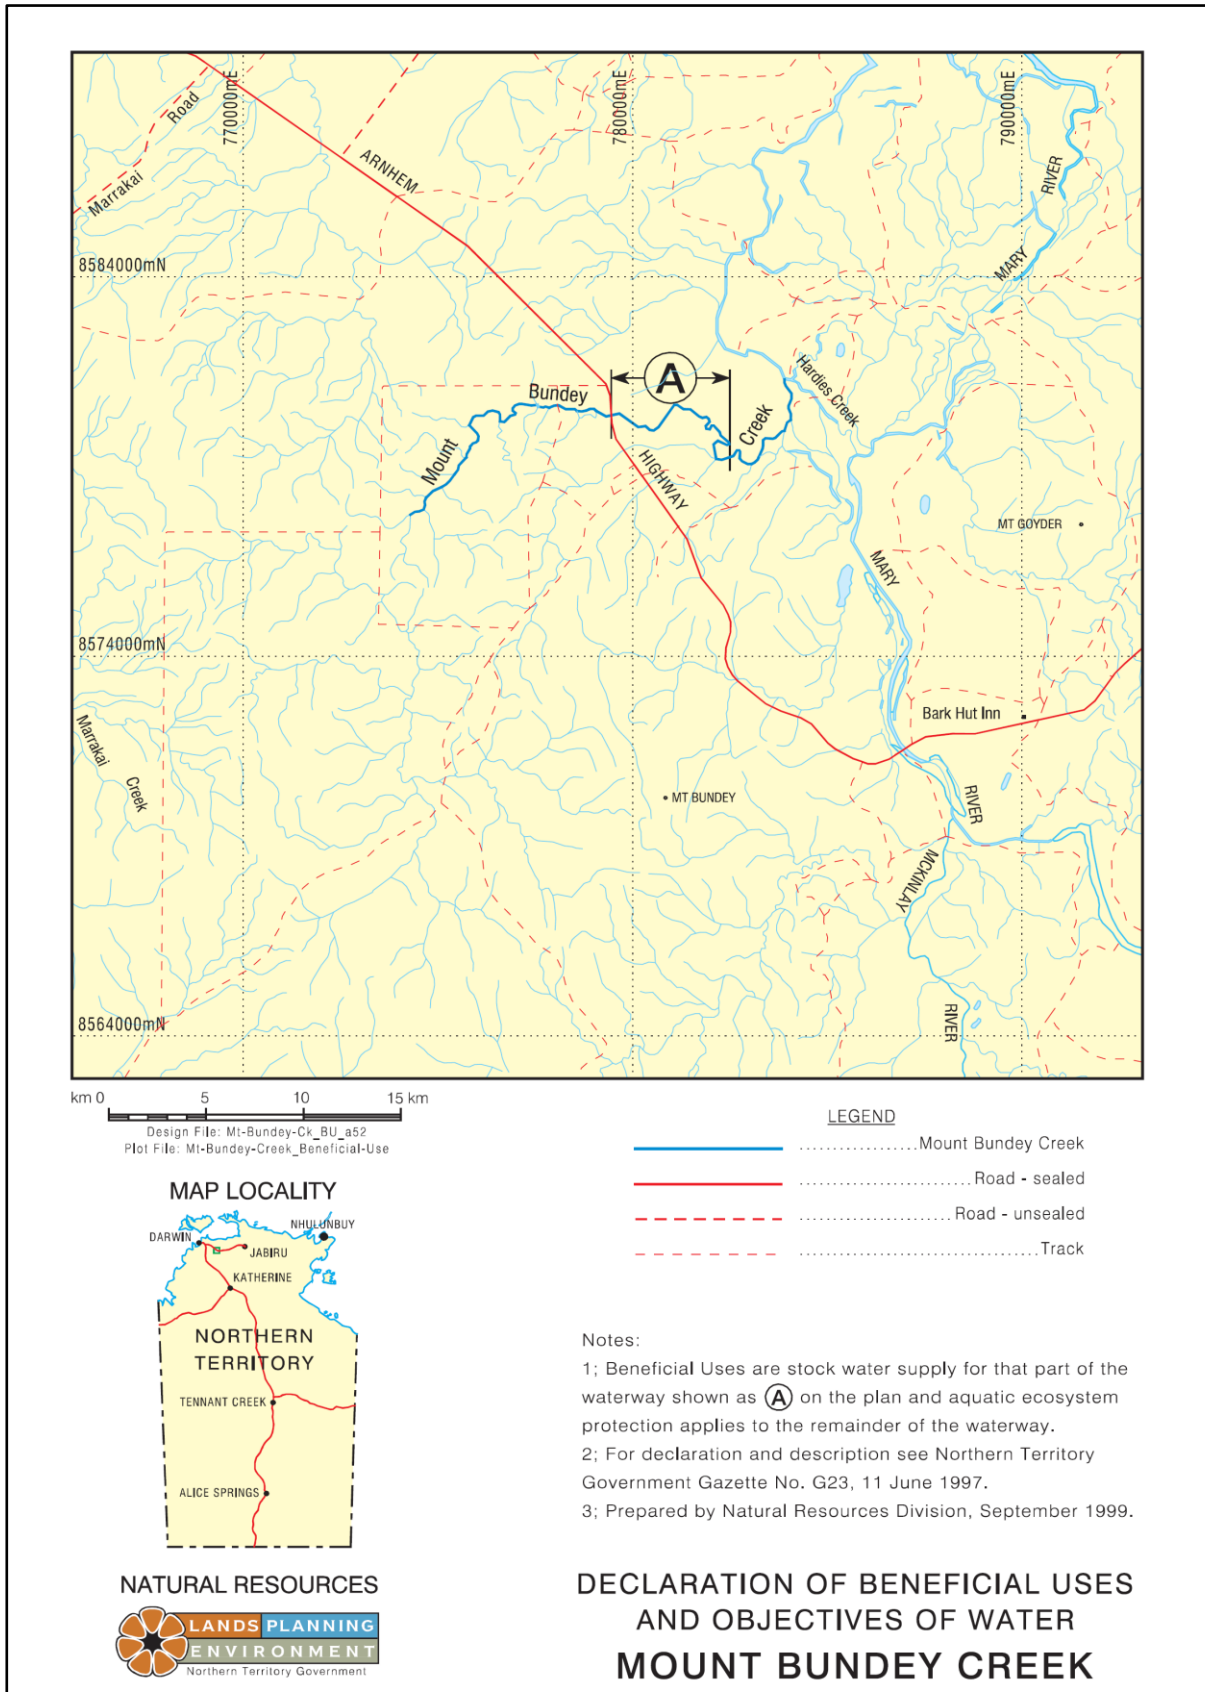 770000mE
780000mE
790000mE
Marrakai Road
ARNHEM
RIVER
MARY
8584000mN
Hardies Creek
A
Bundey
Mount
Creek
HIGHWAY
MT GOYDER
MARY
8574000mN
Bark Hut Inn
Marrakai
Creek
MT BUNDEY
RIVER
MCKINLAY
RIVER
8564000mN
km 0 5 10 15 km
Design File: Mt-Bundey-Ck_BU_a52
Plot File: Mt-Bundey-Creek_Beneficial-Use
LEGEND
Mount Bundey Creek
Road - sealed
Road - unsealed
Track
MAP LOCALITY
DARWIN
NHULUNBUY
JABIRU
KATHERINE
NORTHERN
TERRITORY
TENNANT CREEK
ALICE SPRINGS
Notes:
1; Beneficial Uses are stock water supply for that part of the
waterway shown as A on the plan and aquatic ecosystem
protection applies to the remainder of the waterway.
2; For declaration and description see Northern Territory
Government Gazette No. G23, 11 June 1997.
3; Prepared by Natural Resources Division, September 1999.
NATURAL RESOURCES
LANDS PLANNING
ENVIRONMENT
Northern Territory Government
DECLARATION OF BENEFICIAL USES
AND OBJECTIVES OF WATER
MOUNT BUNDEY CREEK